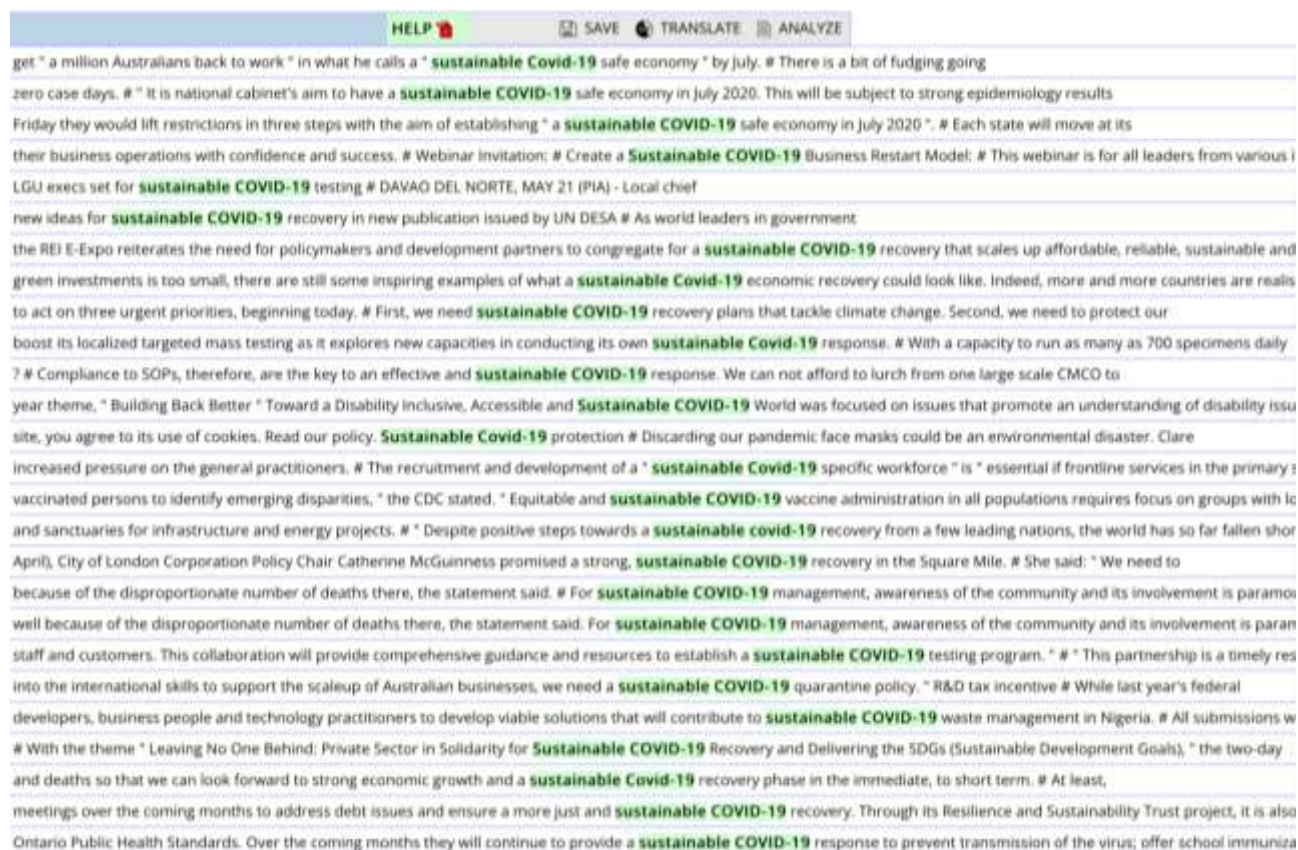 HELP SAVE TRANSLATE ANALYZE
get " a million Australians back to work " in what he calls a " sustainable Covid-19 safe economy " by July. # There is a bit of fudging going
zero case days. # " It is national cabinet's aim to have a sustainable COVID-19 safe economy in July 2020. This will be subject to strong epidemiology results
Friday they would lift restrictions in three steps with the aim of establishing " a sustainable COVID-19 safe economy in July 2020 ". # Each state will move at its
their business operations with confidence and success. # Webinar Invitation: # Create a Sustainable COVID-19 Business Restart Model: # This webinar is for all leaders from various i
LGU execs set for sustainable COVID-19 testing # DAVAO DEL NORTE, MAY 21 (PIA) - Local chief
new ideas for sustainable COVID-19 recovery in new publication issued by UN DESA # As world leaders in government
the REI E-Expo reiterates the need for policymakers and development partners to congregate for a sustainable COVID-19 recovery that scales up affordable, reliable, sustainable and
green investments is too small, there are still some inspiring examples of what a sustainable Covid-19 economic recovery could look like. Indeed, more and more countries are realis
to act on three urgent priorities, beginning today. # First, we need sustainable COVID-19 recovery plans that tackle climate change. Second, we need to protect our
boost its localized targeted mass testing as it explores new capacities in conducting its own sustainable Covid-19 response. # With a capacity to run as many as 700 specimens daily
? # Compliance to SOPs, therefore, are the key to an effective and sustainable COVID-19 response. We can not afford to lurch from one large scale CMCO to
year theme, " Building Back Better " Toward a Disability Inclusive, Accessible and Sustainable COVID-19 World was focused on issues that promote an understanding of disability issu
site, you agree to its use of cookies. Read our policy. Sustainable Covid-19 protection # Discarding our pandemic face masks could be an environmental disaster. Clare
increased pressure on the general practitioners. # The recruitment and development of a " sustainable Covid-19 specific workforce " is " essential if frontline services in the primary s
vaccinated persons to identify emerging disparities, " the CDC stated. " Equitable and sustainable COVID-19 vaccine administration in all populations requires focus on groups with lo
and sanctuaries for infrastructure and energy projects. # " Despite positive steps towards a sustainable covid-19 recovery from a few leading nations, the world has so far fallen shor
April), City of London Corporation Policy Chair Catherine McGuinness promised a strong, sustainable COVID-19 recovery in the Square Mile. # She said: " We need to
because of the disproportionate number of deaths there, the statement said. # For sustainable COVID-19 management, awareness of the community and its involvement is paramou
well because of the disproportionate number of deaths there, the statement said. For sustainable COVID-19 management, awareness of the community and its involvement is param
staff and customers. This collaboration will provide comprehensive guidance and resources to establish a sustainable COVID-19 testing program. " # " This partnership is a timely res
into the international skills to support the scaleup of Australian businesses, we need a sustainable COVID-19 quarantine policy. " R&D tax incentive # While last year's federal
developers, business people and technology practitioners to develop viable solutions that will contribute to sustainable COVID-19 waste management in Nigeria. # All submissions w
# With the theme " Leaving No One Behind: Private Sector in Solidarity for Sustainable COVID-19 Recovery and Delivering the SDGs (Sustainable Development Goals), " the two-day
and deaths so that we can look forward to strong economic growth and a sustainable Covid-19 recovery phase in the immediate, to short term. # At least,
meetings over the coming months to address debt issues and ensure a more just and sustainable COVID-19 recovery. Through its Resilience and Sustainability Trust project, it is also
Ontario Public Health Standards. Over the coming months they will continue to provide a sustainable COVID-19 response to prevent transmission of the virus; offer school immuniza